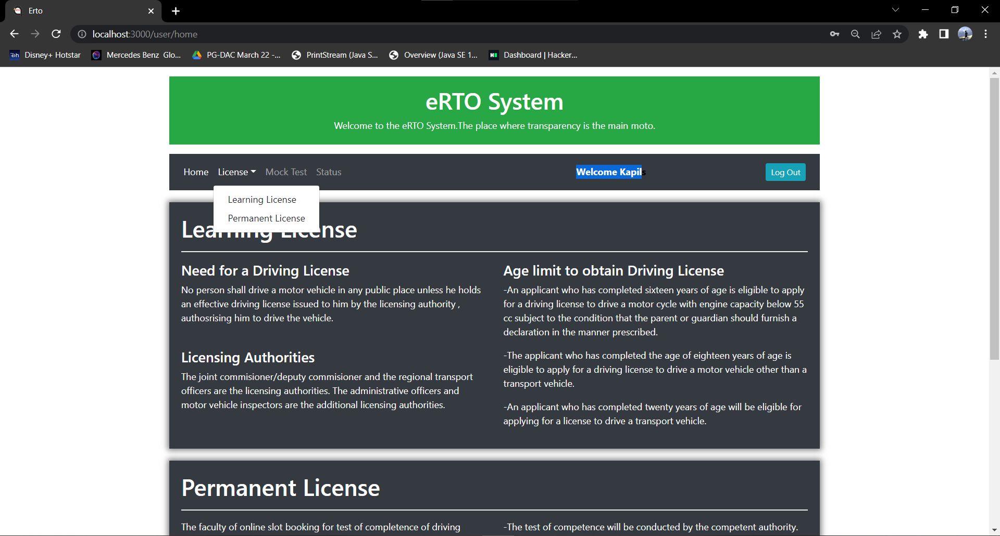 Erto
localhost:3000/user/home
Disney+ Hotstar
Mercedes Benz Glo...
PG-DAC March 22 -...
PrintStream (Java S...
Overview (Java SE 1...
Dashboard | Hacker...
eRTO System
Welcome to the eRTO System.The place where transparency is the main moto.
Home License Mock Test Status Welcome Kapils Log Out
Learning License
Permanent License
Learning License
Need for a Driving License
No person shall drive a motor vehicle in any public place unless he holds
an effective driving license issued to him by the licensing authority ,
authosrising him to drive the vehicle.
Licensing Authorities
The joint commisioner/deputy commisioner and the regional transport
officers are the licensing authorities. The administrative officers and
motor vehicle inspectors are the additional licensing authorities.
Age limit to obtain Driving License
-An applicant who has completed sixteen years of age is eligible to apply
for a driving license to drive a motor cycle with engine capacity below 55
cc subject to the condition that the parent or guardian should furnish a
declaration in the manner prescribed.
-The applicant who has completed the age of eighteen years of age is
eligible to apply for a driving license to drive a motor vehicle other than a
transport vehicle.
-An applicant who has completed twenty years of age will be eligible for
applying for a license to drive a transport vehicle.
Permanent License
The faculty of online slot booking for test of completence of driving
-The test of competence will be conducted by the competent authority.